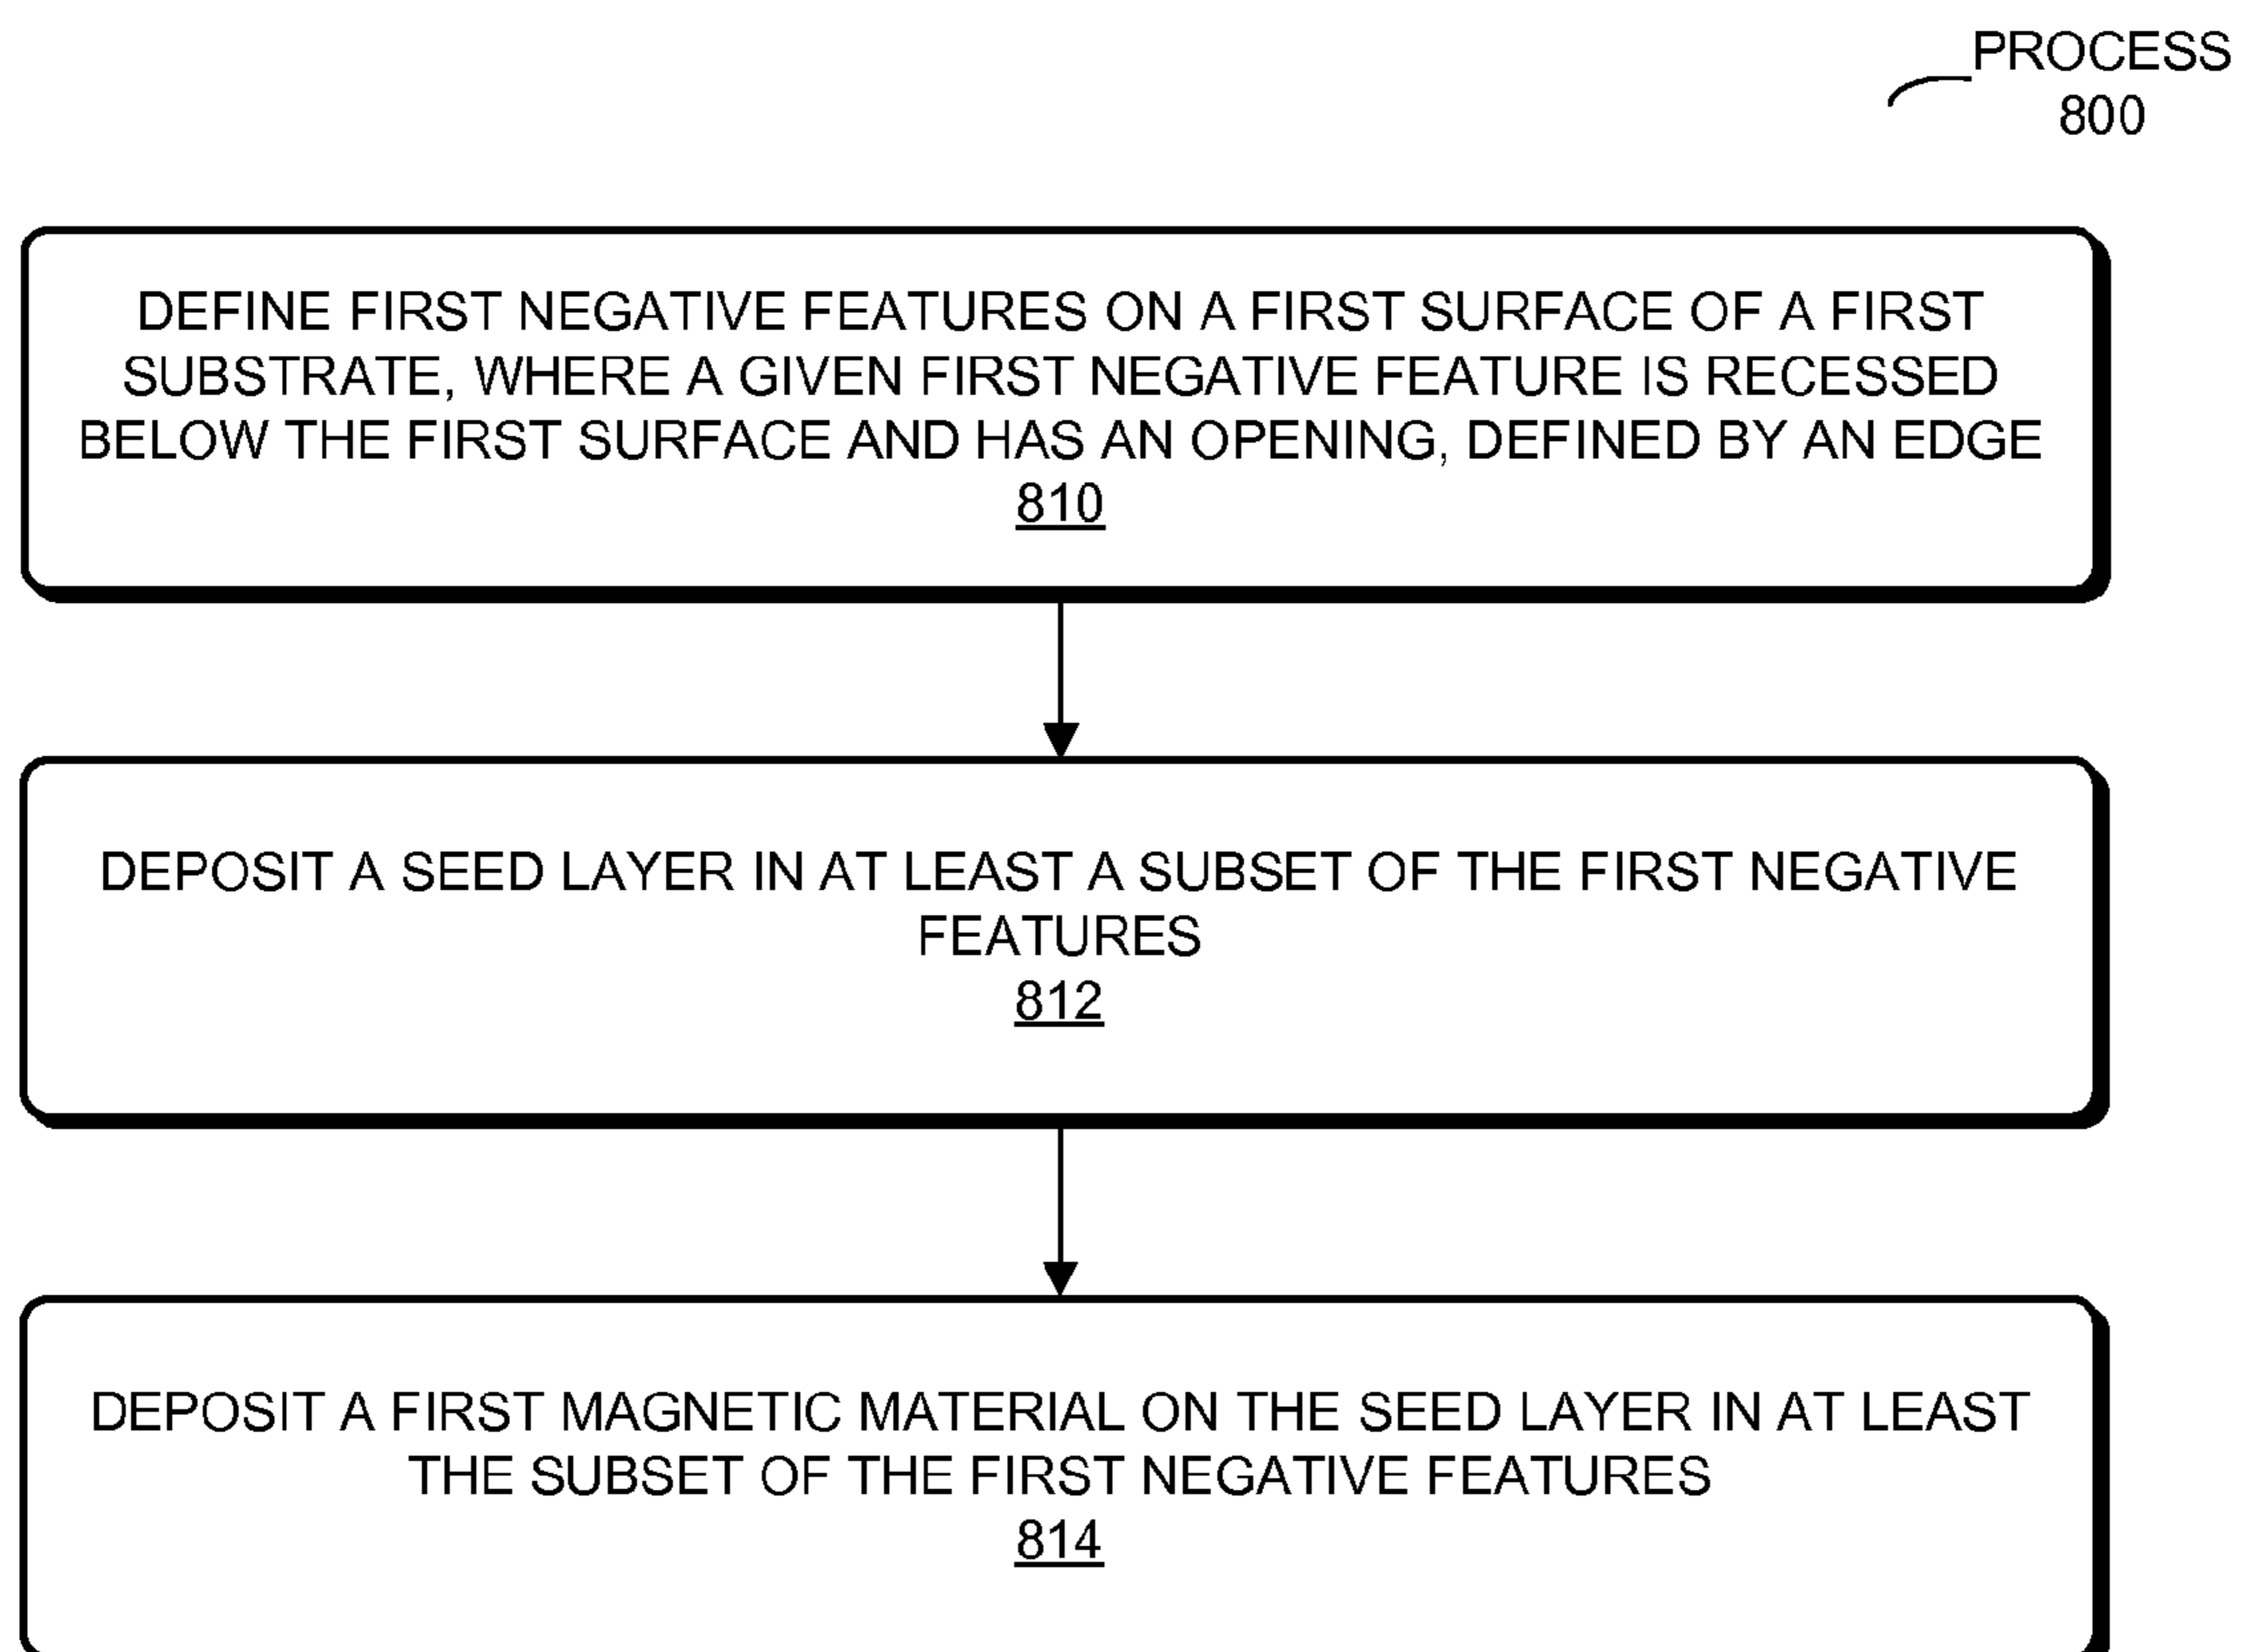 PROCESS
800
DEFINE FIRST NEGATIVE FEATURES ON A FIRST SURFACE OF A FIRST
SUBSTRATE, WHERE A GIVEN FIRST NEGATIVE FEATURE IS RECESSED
BELOW THE FIRST SURFACE AND HAS AN OPENING, DEFINED BY AN EDGE
810
DEPOSIT A SEED LAYER IN AT LEAST A SUBSET OF THE FIRST NEGATIVE
FEATURES
812
DEPOSIT A FIRST MAGNETIC MATERIAL ON THE SEED LAYER IN AT LEAST
THE SUBSET OF THE FIRST NEGATIVE FEATURES
814